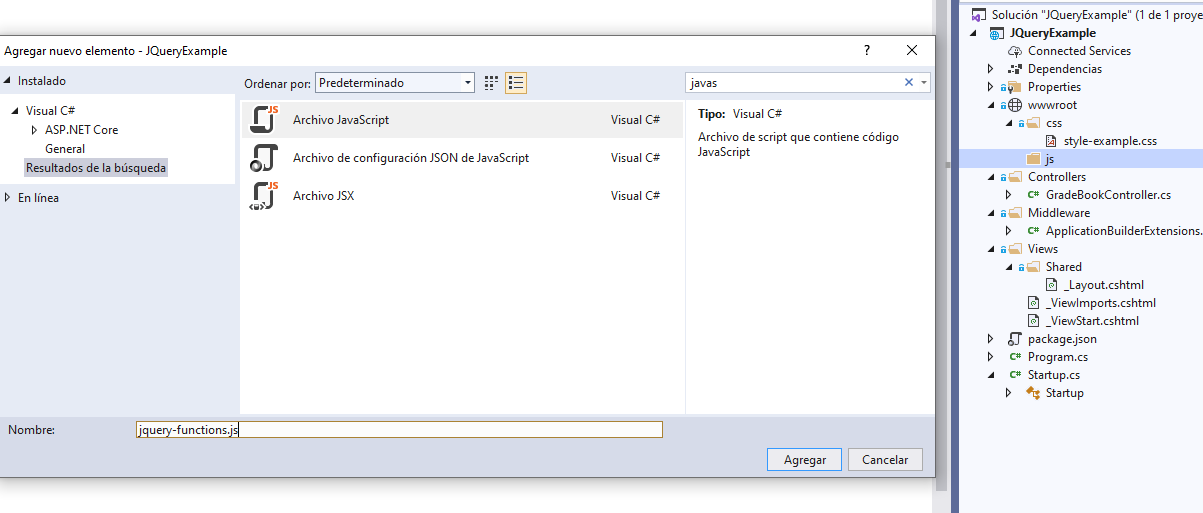 Agregar nuevo elemento - JQueryExample
?
Instalado
Visual C#
ASP.NET Core
General
Resultados de la búsqueda
En línea
Ordenar por: Predeterminado
javas
JS Archivo JavaScript Visual C#
Archivo de configuración JSON de JavaScript Visual C#
JS Archivo JSX Visual C#
Tipo: Visual C#
Archivo de script que contiene código
JavaScript
Nombre: jquery-functions.js
Agregar Cancelar
Solución "JQueryExample" (1 de 1 proye
JQueryExample
Connected Services
Dependencias
Properties
wwwroot
css
style-example.css
js
Controllers
C# GradeBookController.cs
Middleware
C# ApplicationBuilderExtensions.
Views
Shared
_Layout.cshtml
_ViewImports.cshtml
_ViewStart.cshtml
package.json
C# Program.cs
C# Startup.cs
Startup